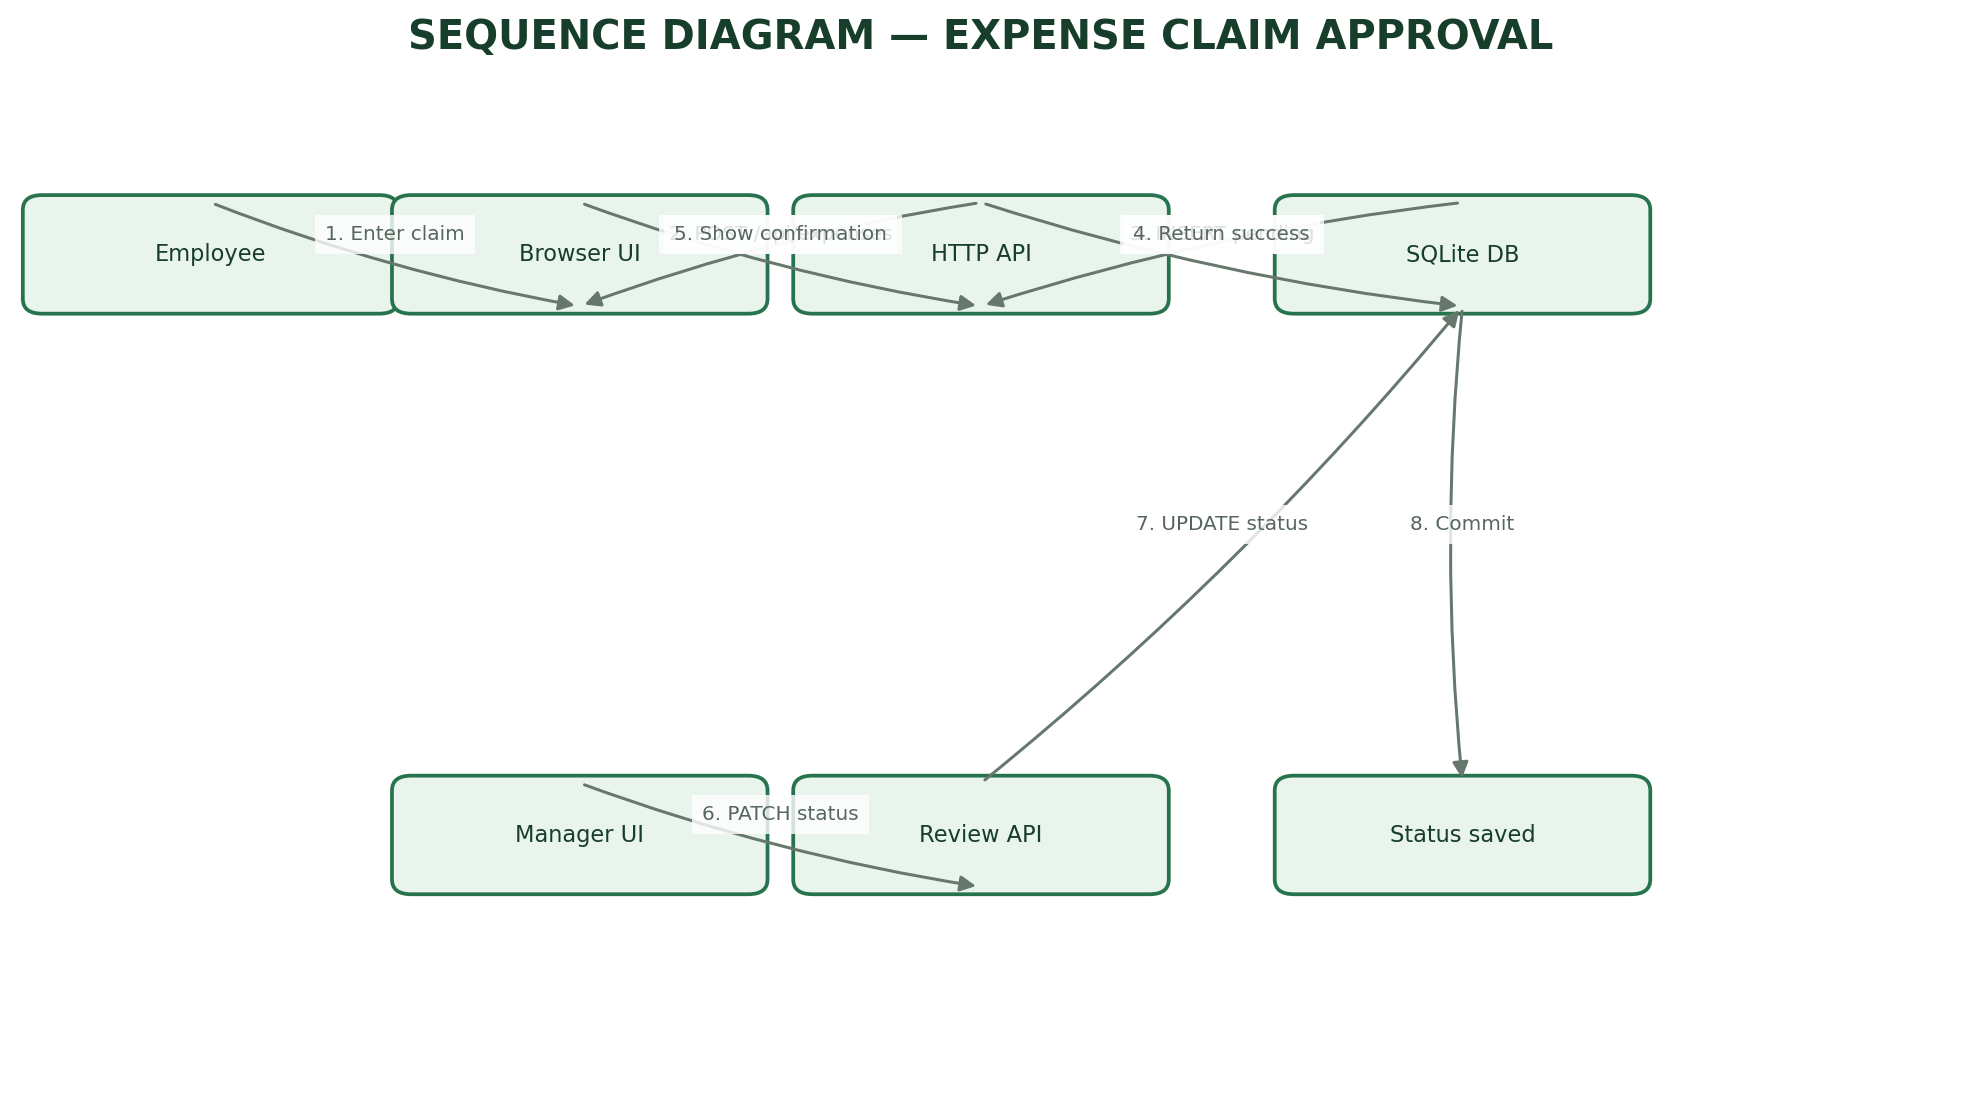 SEQUENCE DIAGRAM — EXPENSE CLAIM APPROVAL
1. Enter claim
5. Show confirmation
4. Return success
Employee
Browser UI
HTTP API
SQLite DB
7. UPDATE status
8. Commit
6. PATCH status
Manager UI
Review API
Status saved